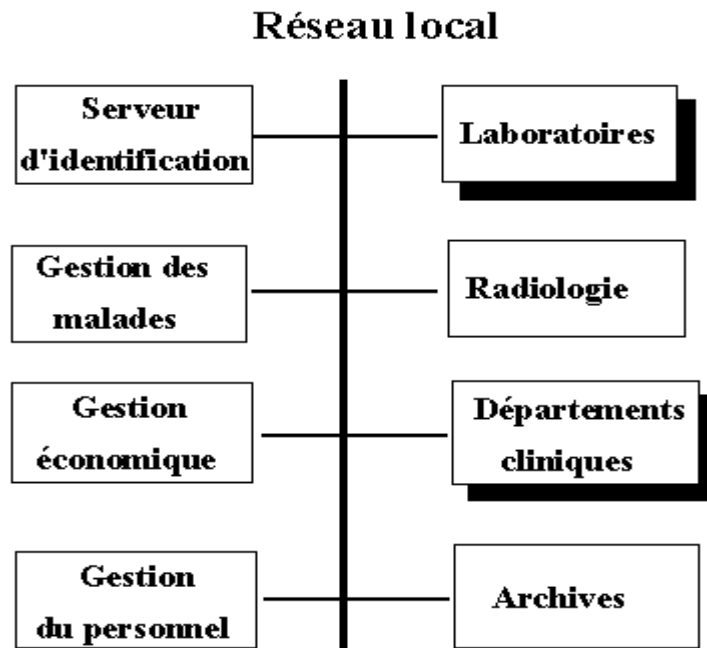 Réseau local
Serveur
d'identification
Laboratoires
Gestion des
malades
Radiologie
Gestion
économique
Départements
cliniques
Gestion
du personnel
Archives